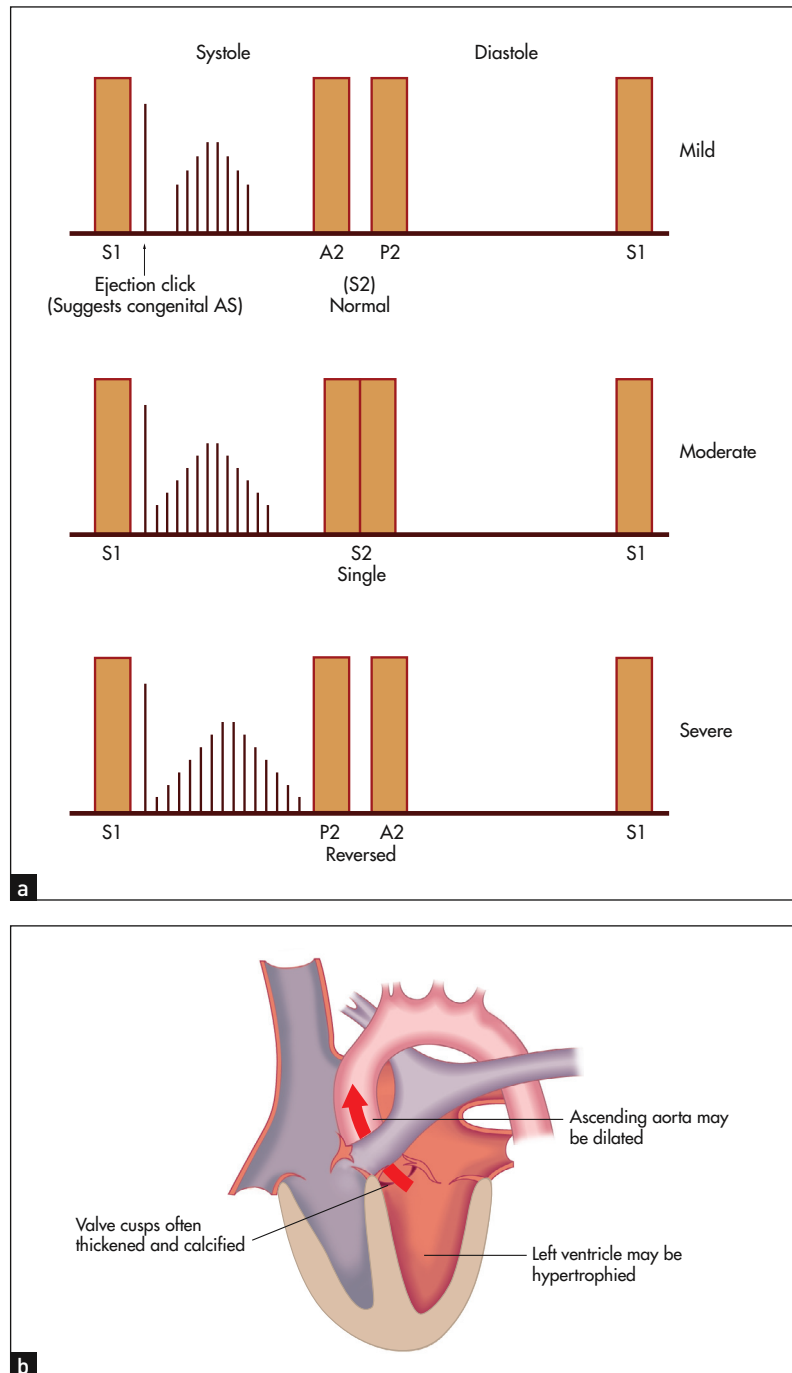 Systole
Diastole
Mild
S1
A2
P2
S1
Ejection click
(Suggests congenital AS)
(S2)
Normal
Moderate
S1
S2
S1
Single
Severe
S1
P2
A2
S1
Reversed
a
Ascending aorta may
be dilated
Valve cusps often
thickened and calcified
Left ventricle may be
hypertrophied
b